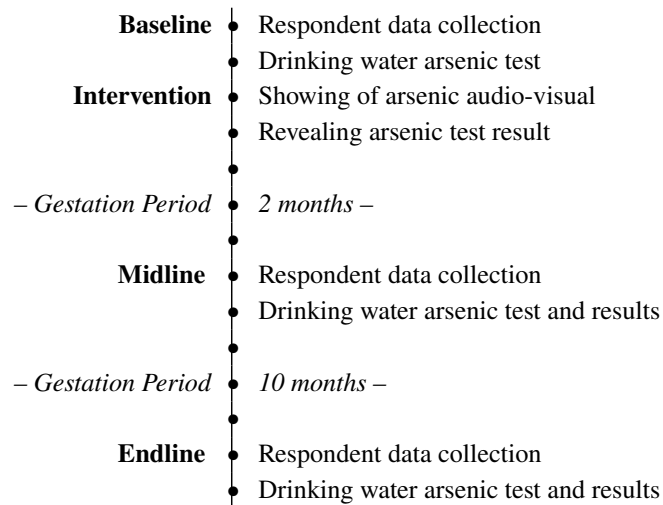 Baseline • Respondent data collection
• Drinking water arsenic test
Intervention • Showing of arsenic audio-visual
• Revealing arsenic test result
•
– Gestation Period • 2 months –
•
Midline • Respondent data collection
• Drinking water arsenic test and results
•
– Gestation Period • 10 months –
•
Endline • Respondent data collection
• Drinking water arsenic test and results